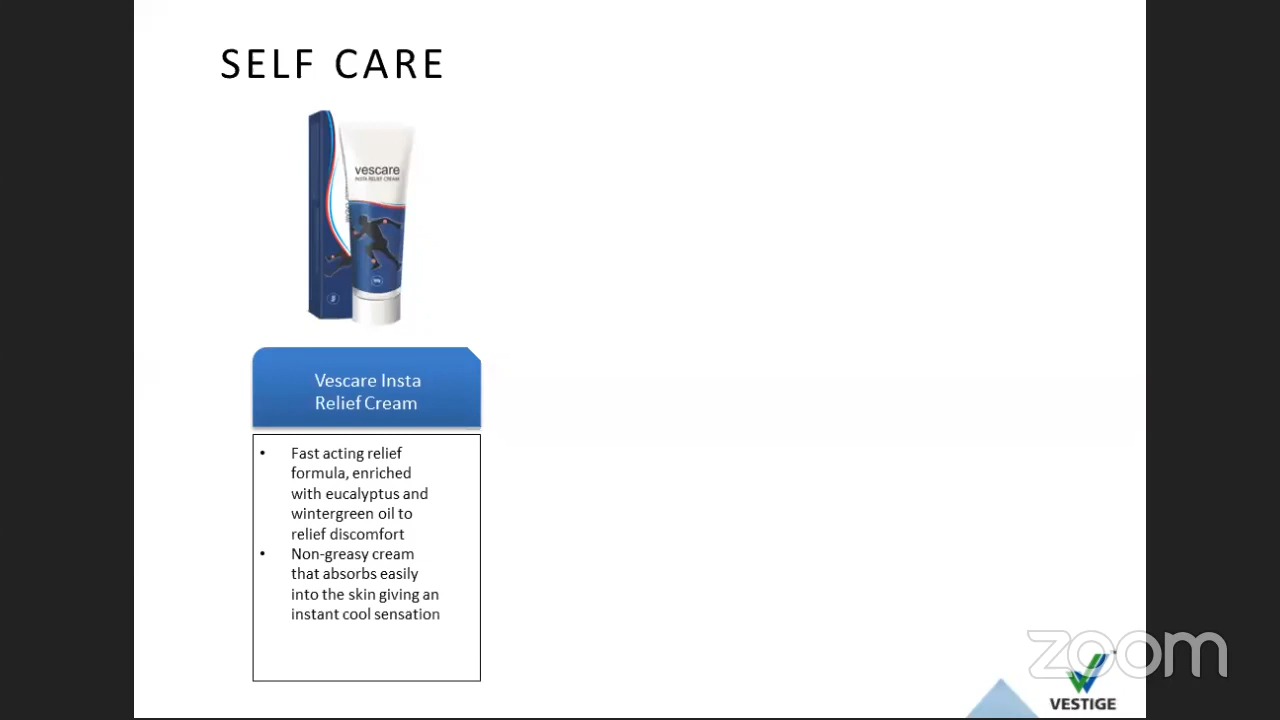 SELF CARE
vescare
INSTA RELIEF CREAM
Vescare Insta
Relief Cream
• Fast acting relief
formula, enriched
with eucalyptus and
wintergreen oil to
relief discomfort
• Non-greasy cream
that absorbs easily
into the skin giving an
instant cool sensation
zoom
VESTIGE